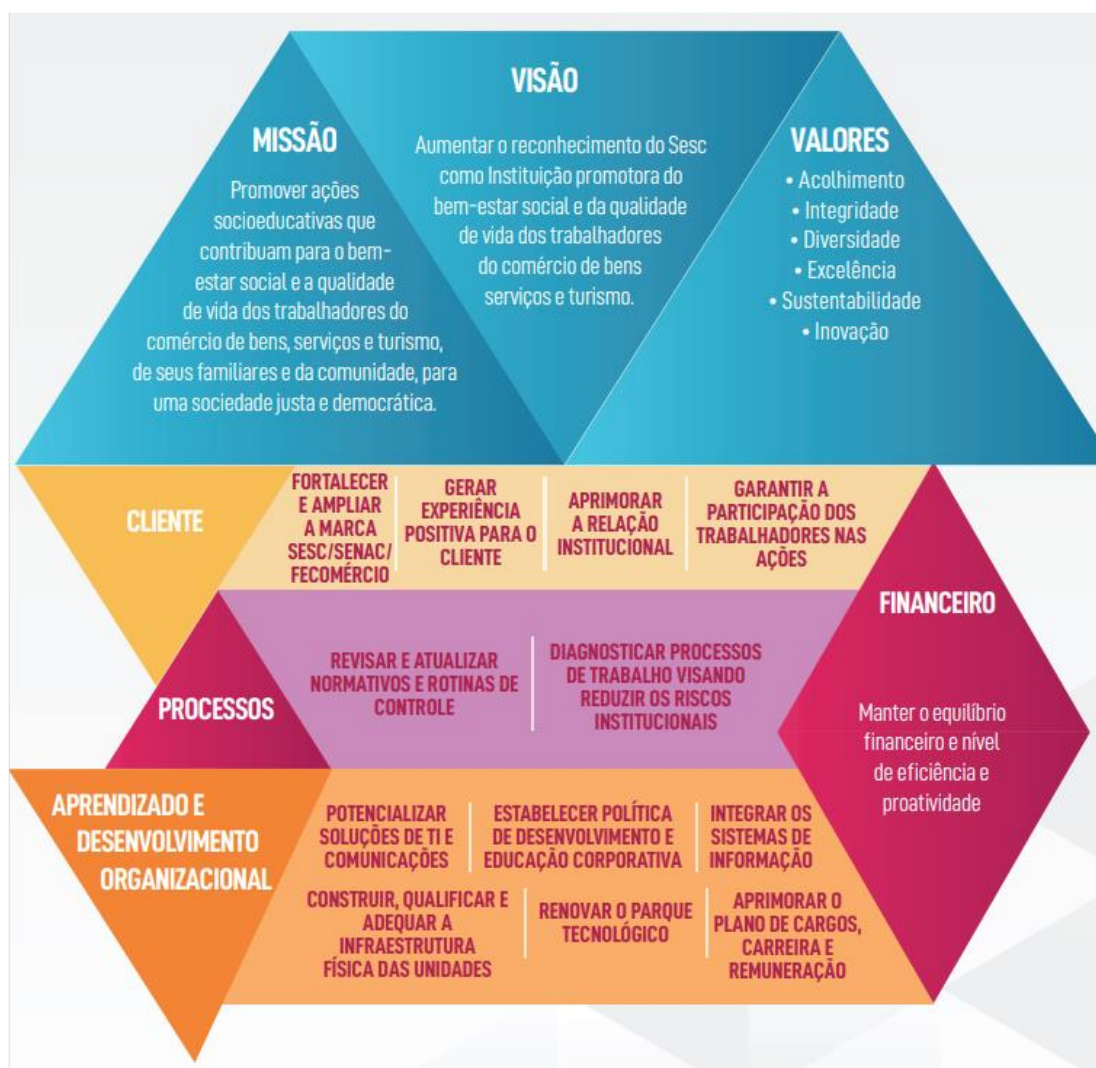 MISSÃO
Promover ações
socioeducativas que
contribuam para o bem-
estar social e a qualidade
de vida dos trabalhadores do
comércio de bens, serviços e turismo,
de seus familiares e da comunidade, para
uma sociedade justa e democrática.
VISÃO
Aumentar o reconhecimento do Sesc
como Instituição promotora do
bem-estar social e da qualidade
de vida dos trabalhadores
do comércio de bens
serviços e turismo.
VALORES
• Acolhimento
• Integridade
• Diversidade
• Excelência
• Sustentabilidade
• Inovação
CLIENTE
FORTALECER
E AMPLIAR
A MARCA
SESC/SENAC/
FECOMÉRCIO
GERAR
EXPERIÊNCIA
POSITIVA PARA O
CLIENTE
APRIMORAR
A RELAÇÃO
INSTITUCIONAL
GARANTIR A
PARTICIPAÇÃO DOS
TRABALHADORES NAS
AÇÕES
PROCESSOS
REVISAR E ATUALIZAR
NORMATIVOS E ROTINAS DE
CONTROLE
DIAGNOSTICAR PROCESSOS
DE TRABALHO VISANDO
REDUZIR OS RISCOS
INSTITUCIONAIS
FINANCEIRO
Manter o equilíbrio
financeiro e nível
de eficiência e
proatividade
APRENDIZADO E
DESENVOLVIMENTO
ORGANIZACIONAL
POTENCIALIZAR
SOLUÇÕES DE TI E
COMUNICAÇÕES
ESTABELECER POLÍTICA
DE DESENVOLVIMENTO E
EDUCAÇÃO CORPORATIVA
INTEGRAR OS
SISTEMAS DE
INFORMAÇÃO
CONSTRUIR, QUALIFICAR E
ADEQUAR A
INFRAESTRUTURA
FÍSICA DAS UNIDADES
RENOVAR O PARQUE
TECNOLÓGICO
APRIMORAR O
PLANO DE CARGOS,
CARREIRA E
REMUNERAÇÃO